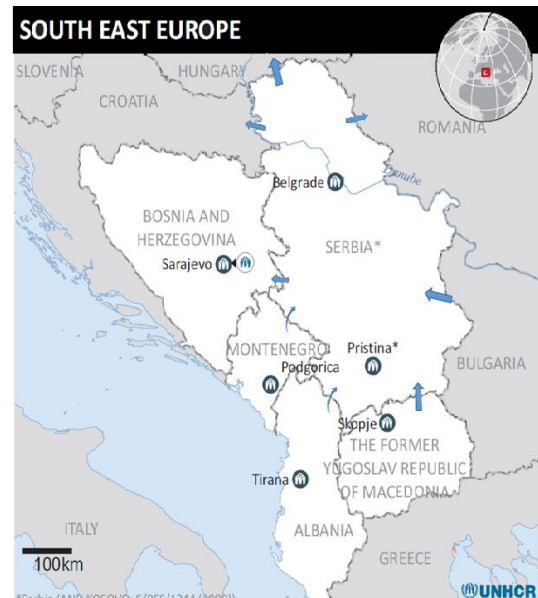 SOUTH EAST EUROPE
SLOVENIA
HUNGARY
CROATIA
ROMANIA
Danube
Belgrade
BOSNIA AND
HERZEGOVINA
SERBIA*
Sarajevo
MONTENEGRO
Pristina*
Podgorica
BULGARIA
Skopje
THE FORMER
YUGOSLAV REPUBLIC
OF MACEDONIA
Tirana
ITALY
ALBANIA
100km
GREECE
UNHCR